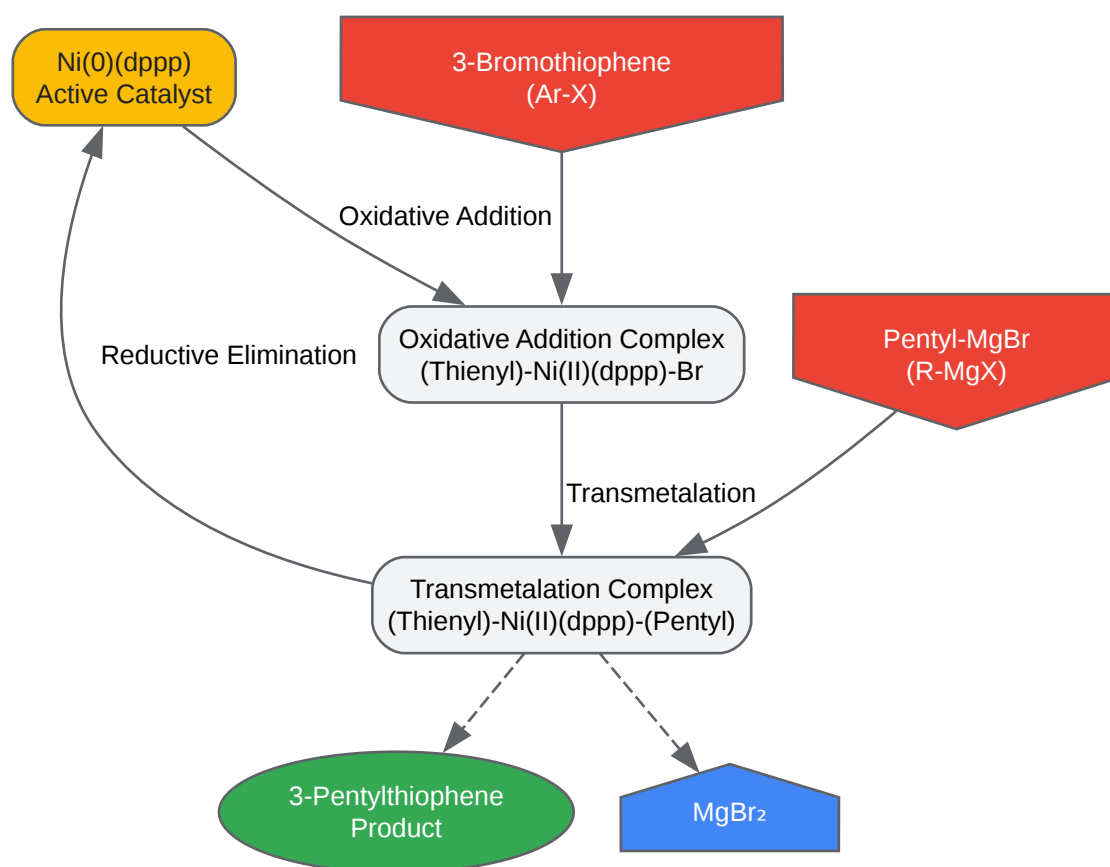 Ni(0)(dppp)
Active Catalyst
3-Bromothiophene
(Ar-X)
Oxidative Addition
Oxidative Addition Complex
(Thienyl)-Ni(II)(dppp)-Br
Pentyl-MgBr
(R-MgX)
Reductive Elimination
Transmetalation
Transmetalation Complex
(Thienyl)-Ni(II)(dppp)-(Pentyl)
3-Pentylthiophene
Product
MgBr₂